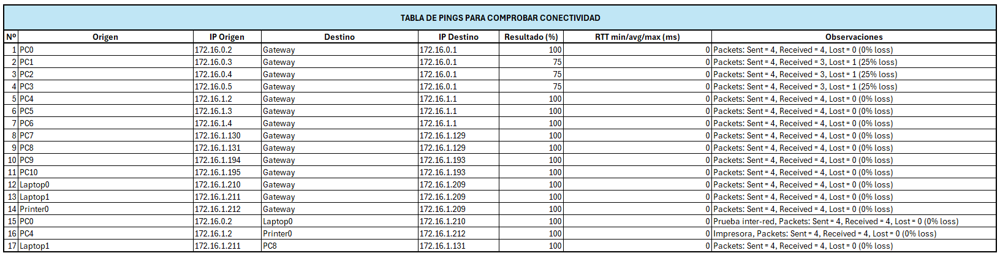 TABLA DE PINGS PARA COMPROBAR CONECTIVIDAD
Nº Origen IP Origen Destino IP Destino Resultado (%) RTT min/avg/max (ms) Observaciones
1 PC0 172.16.0.2 Gateway 172.16.0.1 100 0 Packets: Sent = 4, Received = 4, Lost = 0 (0% loss)
2 PC1 172.16.0.3 Gateway 172.16.0.1 75 0 Packets: Sent = 4, Received = 3, Lost = 1 (25% loss)
3 PC2 172.16.0.4 Gateway 172.16.0.1 75 0 Packets: Sent = 4, Received = 3, Lost = 1 (25% loss)
4 PC3 172.16.0.5 Gateway 172.16.0.1 75 0 Packets: Sent = 4, Received = 3, Lost = 1 (25% loss)
5 PC4 172.16.1.2 Gateway 172.16.1.1 100 0 Packets: Sent = 4, Received = 4, Lost = 0 (0% loss)
6 PC5 172.16.1.3 Gateway 172.16.1.1 100 0 Packets: Sent = 4, Received = 4, Lost = 0 (0% loss)
7 PC6 172.16.1.4 Gateway 172.16.1.1 100 0 Packets: Sent = 4, Received = 4, Lost = 0 (0% loss)
8 PC7 172.16.1.130 Gateway 172.16.1.129 100 0 Packets: Sent = 4, Received = 4, Lost = 0 (0% loss)
9 PC8 172.16.1.131 Gateway 172.16.1.129 100 0 Packets: Sent = 4, Received = 4, Lost = 0 (0% loss)
10 PC9 172.16.1.194 Gateway 172.16.1.193 100 0 Packets: Sent = 4, Received = 4, Lost = 0 (0% loss)
11 PC10 172.16.1.195 Gateway 172.16.1.193 100 0 Packets: Sent = 4, Received = 4, Lost = 0 (0% loss)
12 Laptop0 172.16.1.210 Gateway 172.16.1.209 100 0 Packets: Sent = 4, Received = 4, Lost = 0 (0% loss)
13 Laptop1 172.16.1.211 Gateway 172.16.1.209 100 0 Packets: Sent = 4, Received = 4, Lost = 0 (0% loss)
14 Printer0 172.16.1.212 Gateway 172.16.1.209 100 0 Packets: Sent = 4, Received = 4, Lost = 0 (0% loss)
15 PC0 172.16.0.2 Laptop0 172.16.1.210 100 0 Prueba inter-red, Packets: Sent = 4, Received = 4, Lost = 0 (0% loss)
16 PC4 172.16.1.2 Printer0 172.16.1.212 100 0 Impresora, Packets: Sent = 4, Received = 4, Lost = 0 (0% loss)
17 Laptop1 172.16.1.211 PC8 172.16.1.131 100 0 Packets: Sent = 4, Received = 4, Lost = 0 (0% loss)